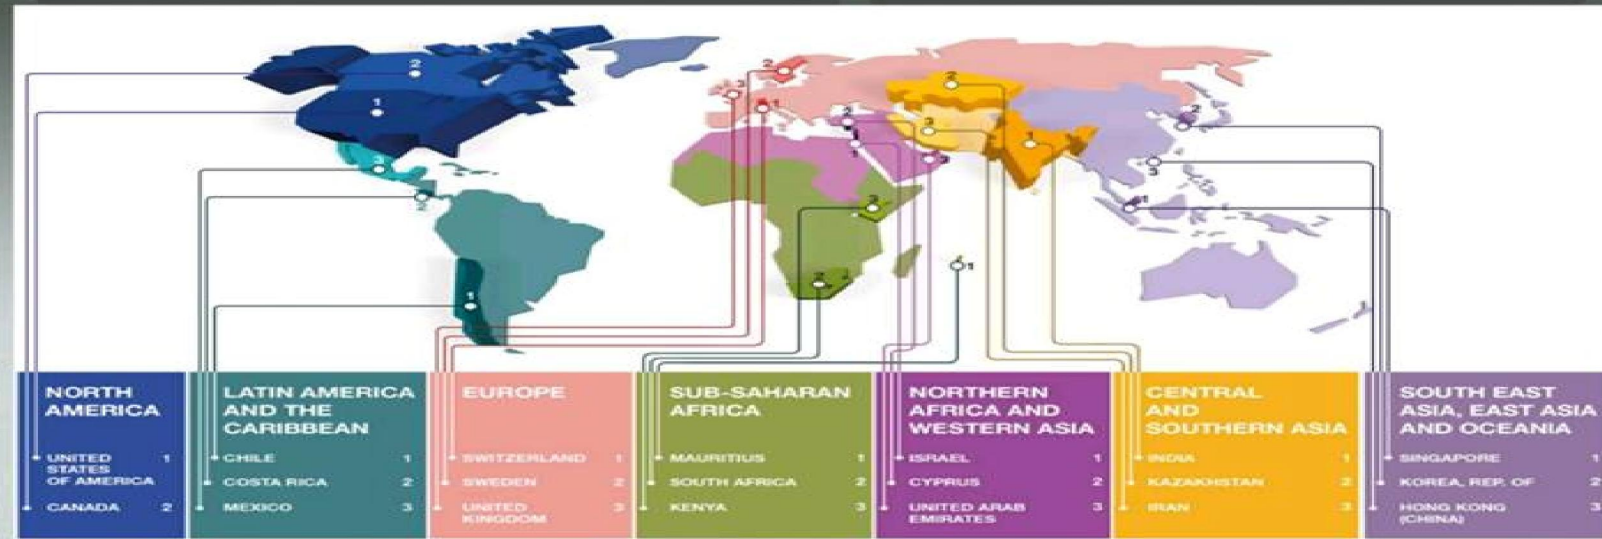 NORTH
AMERICA
UNITED 1
STATES
OF AMERICA
CANADA 2
LATIN AMERICA
AND THE
CARIBBEAN
CHILE 1
COSTA RICA 2
MEXICO 3
EUROPE
SWITZERLAND 1
SWEDEN 2
UNITED 3
KINGDOM
SUB-SAHARAN
AFRICA
MAURITIUS 1
SOUTH AFRICA 2
KENYA 3
NORTHERN
AFRICA AND
WESTERN ASIA
ISRAEL 1
CYPRUS 2
UNITED ARAB 3
EMIRATES
CENTRAL
AND
SOUTHERN ASIA
INDIA 1
KAZAKHSTAN 2
IRAN 3
SOUTH EAST
ASIA, EAST ASIA
AND OCEANIA
SINGAPORE 1
KOREA, REP. OF 2
HONG KONG 3
(CHINA)